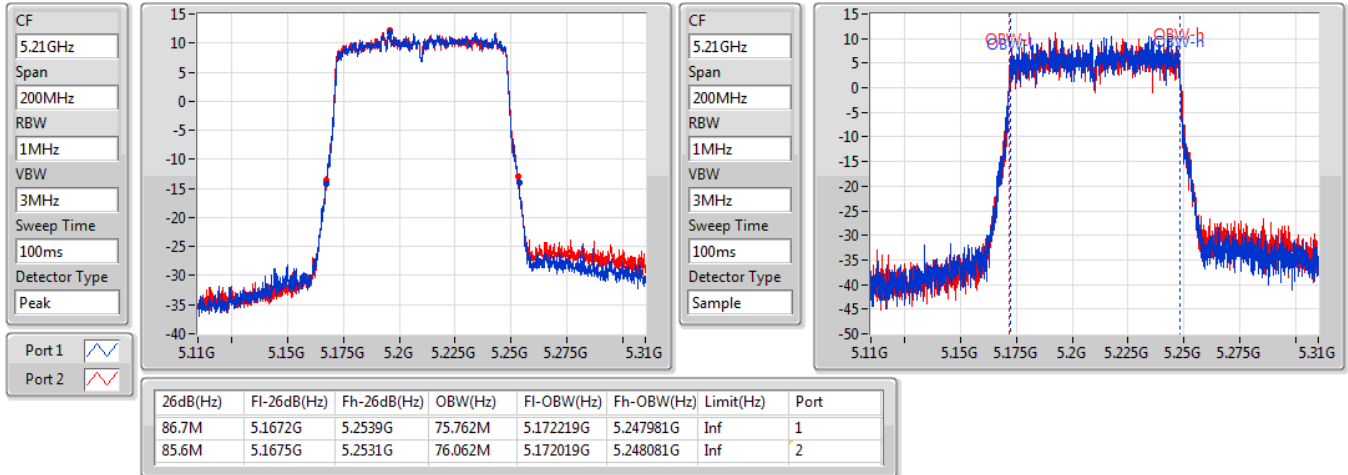 CF
5.21GHz
Span
200MHz
RBW
1MHz
VBW
3MHz
Sweep Time
100ms
Detector Type
Peak
15
10
5
0
-5
-10
-15
-20
-25
-30
-35
-40
5.11G 5.15G 5.175G 5.2G 5.225G 5.25G 5.275G 5.31G
CF
5.21GHz
Span
200MHz
RBW
1MHz
VBW
3MHz
Sweep Time
100ms
Detector Type
Sample
15
10
5
0
-5
-10
-15
-20
-25
-30
-35
-40
-45
-50
OBW-l OBW-h
OBW-l OBW-h
5.11G 5.15G 5.175G 5.2G 5.225G 5.25G 5.275G 5.31G
Port 1
Port 2
26dB(Hz) Fl-26dB(Hz) Fh-26dB(Hz) OBW(Hz) Fl-OBW(Hz) Fh-OBW(Hz) Limit(Hz) Port
86.7M 5.1672G 5.2539G 75.762M 5.172219G 5.247981G Inf 1
85.6M 5.1675G 5.2531G 76.062M 5.172019G 5.248081G Inf 2